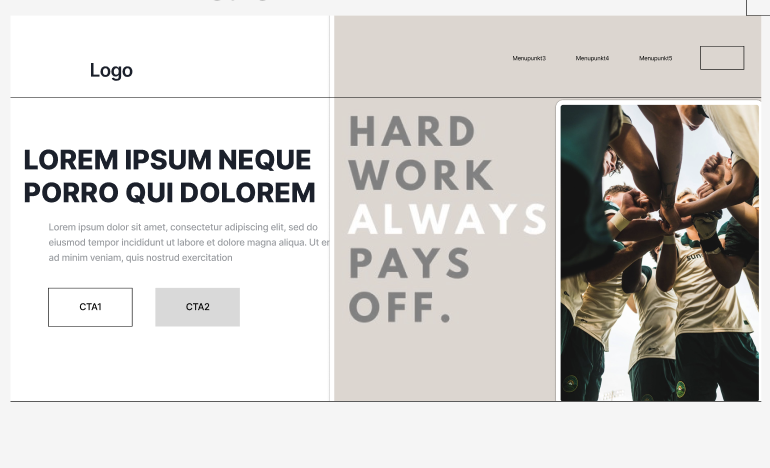 Logo
Menupunkt3
Menupunkt4
Menupunkt5
LOREM IPSUM NEQUE
PORRO QUI DOLOREM
Lorem ipsum dolor sit amet, consectetur adipiscing elit, sed do
eiusmod tempor incididunt ut labore et dolore magna aliqua. Ut er
ad minim veniam, quis nostrud exercitation
CTA1
CTA2
HARD
WORK
ALWAYS
PAYS
OFF.